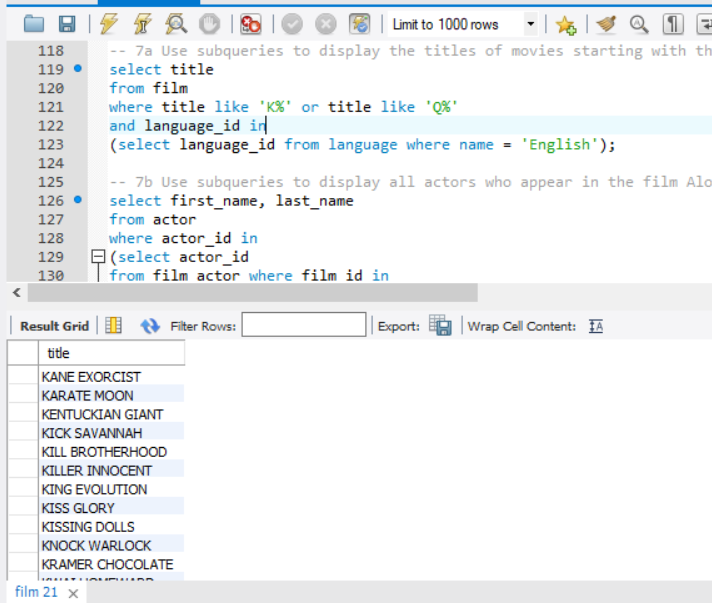 Limit to 1000 rows
118 -- 7a Use subqueries to display the titles of movies starting with th
119 select title
120 from film
121 where title like 'K%' or title like 'Q%'
122 and language_id in
123 (select language_id from language where name = 'English');
124
125 -- 7b Use subqueries to display all actors who appear in the film Alo
126 select first_name, last_name
127 from actor
128 where actor_id in
129 (select actor_id
130 from film_actor where film_id in
Result Grid Filter Rows: Export: Wrap Cell Content: IA
title
KANE EXORCIST
KARATE MOON
KENTUCKIAN GIANT
KICK SAVANNAH
KILL BROTHERHOOD
KILLER INNOCENT
KING EVOLUTION
KISS GLORY
KISSING DOLLS
KNOCK WARLOCK
KRAMER CHOCOLATE
film 21 ×